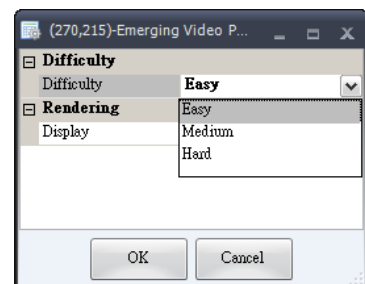 (270,215)-Emerging Video P...
Difficulty
Difficulty Easy
Rendering Easy
Display Medium
Hard
OK Cancel